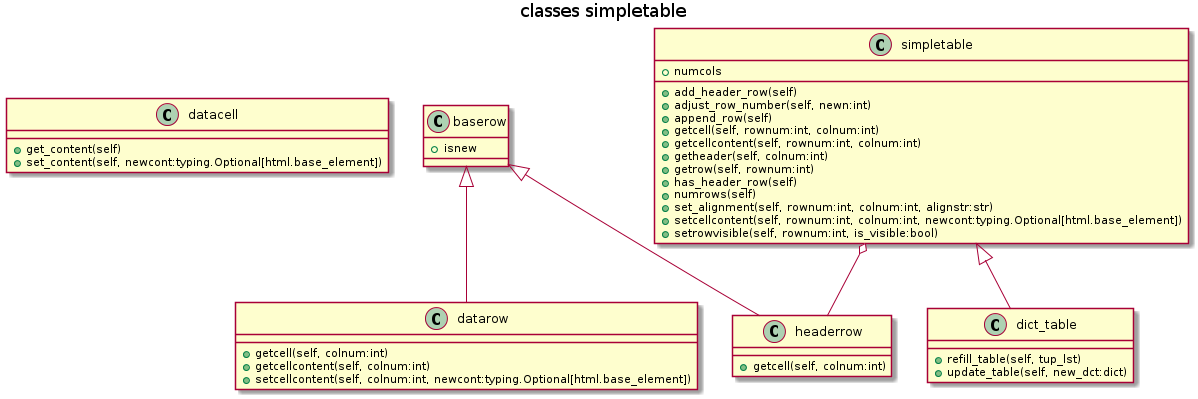 classes simpletable
C simpletable
numcols
add_header_row(self)
adjust_row_number(self, newn:int)
append_row(self)
getcell(self, rownum:int, colnum:int)
getcellcontent(self, rownum:int, colnum:int)
getheader(self, colnum:int)
getrow(self, rownum:int)
has_header_row(self)
numrows(self)
set_alignment(self, rownum:int, colnum:int, alignstr:str)
setcellcontent(self, rownum:int, colnum:int, newcont:typing.Optional[html.base_element])
setrowvisible(self, rownum:int, is_visible:bool)
C datacell
get_content(self)
set_content(self, newcont:typing.Optional[html.base_element])
C baserow
isnew
C datarow
getcell(self, colnum:int)
getcellcontent(self, colnum:int)
setcellcontent(self, colnum:int, newcont:typing.Optional[html.base_element])
C headerrow
getcell(self, colnum:int)
C dict_table
refill_table(self, tup_lst)
update_table(self, new_dct:dict)